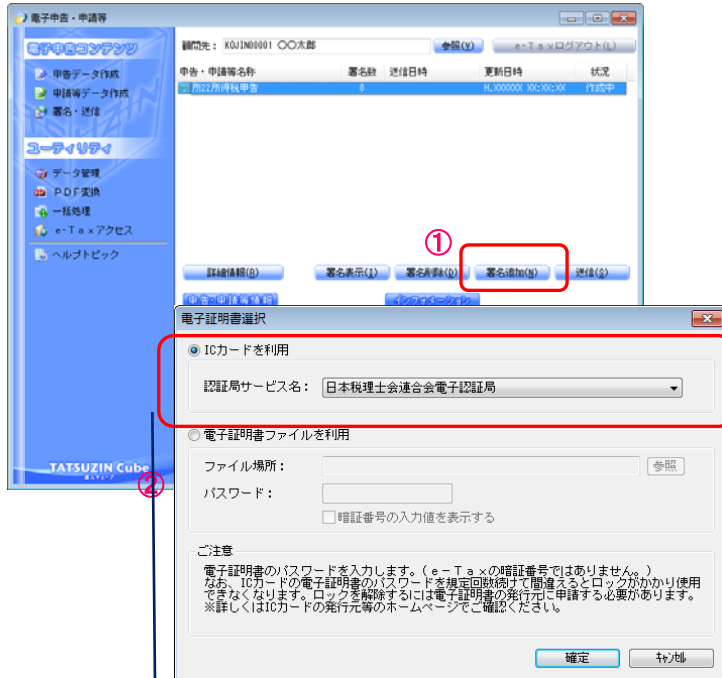 電子申告・申請等
電子申告コンテンツ
申告データ作成
申請等データ作成
署名・送信
ユーティリティ
データ管理
PDF変換
一括処理
e-Taxアクセス
ヘルプトピック
TATSUZIN Cube
達人キューブ
顧問先： KOJIN00001 〇〇太郎
参照(Y)
e-Taxログアウト(L)
申告・申請等名称 署名数 送信日時 更新日時 状況
所22所得税申告 0 H.XXXXXX XX:XX:XX 作成中
①
詳細情報(R) 署名表示(I) 署名削除(D) 署名追加(N) 送信(S)
申告・申請等情報 インフォメーション
②
電子証明書選択
ICカードを利用
認証局サービス名： 日本税理士会連合会電子認証局
電子証明書ファイルを利用
ファイル場所： 参照
パスワード：
暗証番号の入力値を表示する
ご注意
電子証明書のパスワードを入力します。(e-Taxの暗証番号ではありません。)
なお、ICカードの電子証明書のパスワードを規定回数続けて間違えるとロックがかかり使用
できなくなります。ロックを解除するには電子証明書の発行元に申請する必要があります。
※詳しくはICカードの発行元等のホームページでご確認ください。
確定 キャンセル